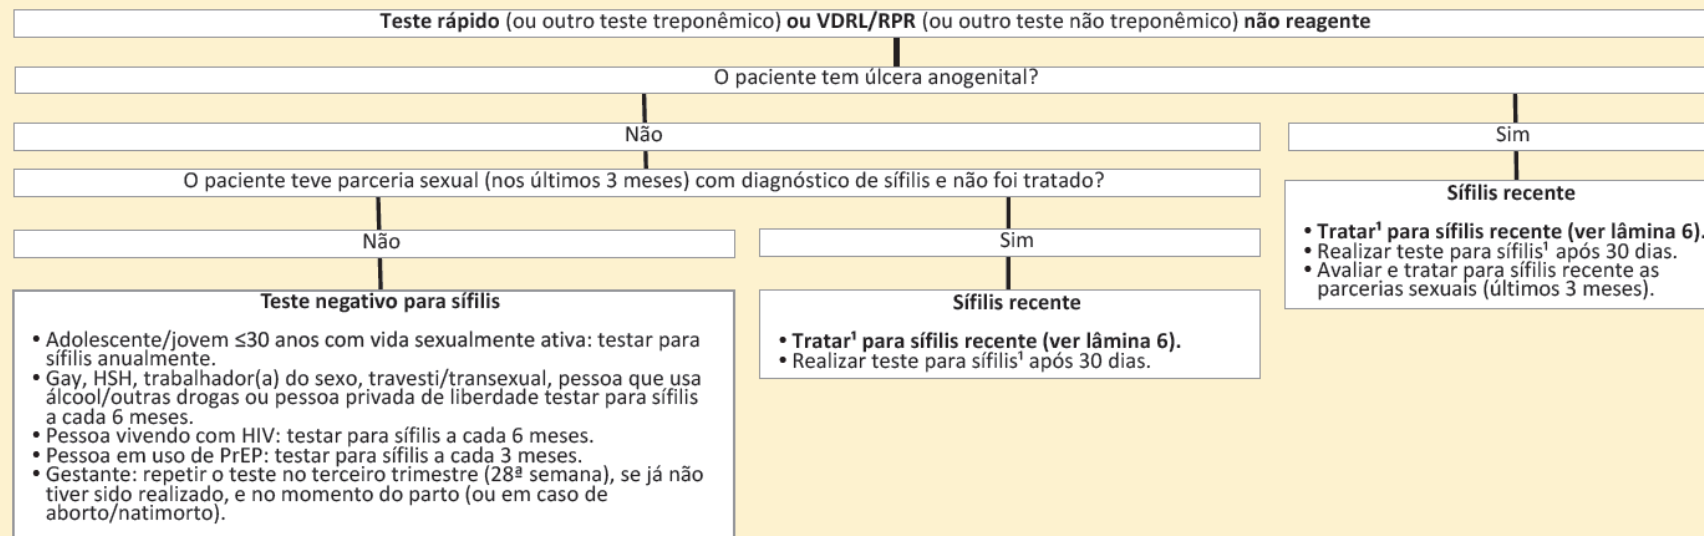 Teste rápido (ou outro teste treponêmico) ou VDRL/RPR (ou outro teste não treponêmico) não reagente
O paciente tem úlcera anogenital?
Não
Sim
O paciente teve parceria sexual (nos últimos 3 meses) com diagnóstico de sífilis e não foi tratado?
Não
Sim
Sífilis recente
• Tratar¹ para sífilis recente (ver lâmina 6).
• Realizar teste para sífilis¹ após 30 dias.
• Avaliar e tratar para sífilis recente as
parcerias sexuais (últimos 3 meses).
Teste negativo para sífilis
• Adolescente/jovem ≤30 anos com vida sexualmente ativa: testar para
sífilis anualmente.
• Gay, HSH, trabalhador(a) do sexo, travesti/transexual, pessoa que usa
álcool/outras drogas ou pessoa privada de liberdade testar para sífilis
a cada 6 meses.
• Pessoa vivendo com HIV: testar para sífilis a cada 6 meses.
• Pessoa em uso de PrEP: testar para sífilis a cada 3 meses.
• Gestante: repetir o teste no terceiro trimestre (28ª semana), se já não
tiver sido realizado, e no momento do parto (ou em caso de
aborto/natimorto).
Sífilis recente
• Tratar¹ para sífilis recente (ver lâmina 6).
• Realizar teste para sífilis¹ após 30 dias.